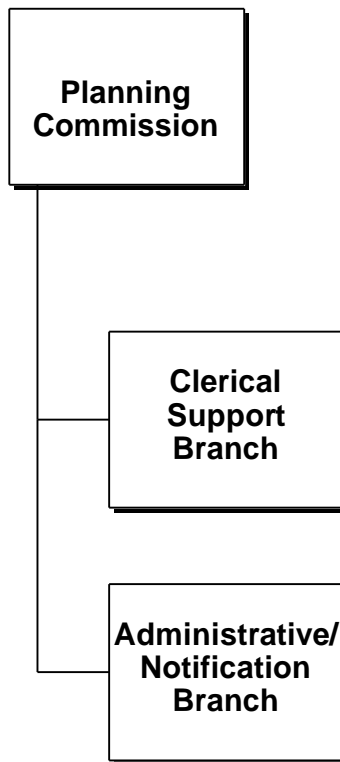 Planning
Commission
Clerical
Support
Branch
Administrative/
Notification
Branch